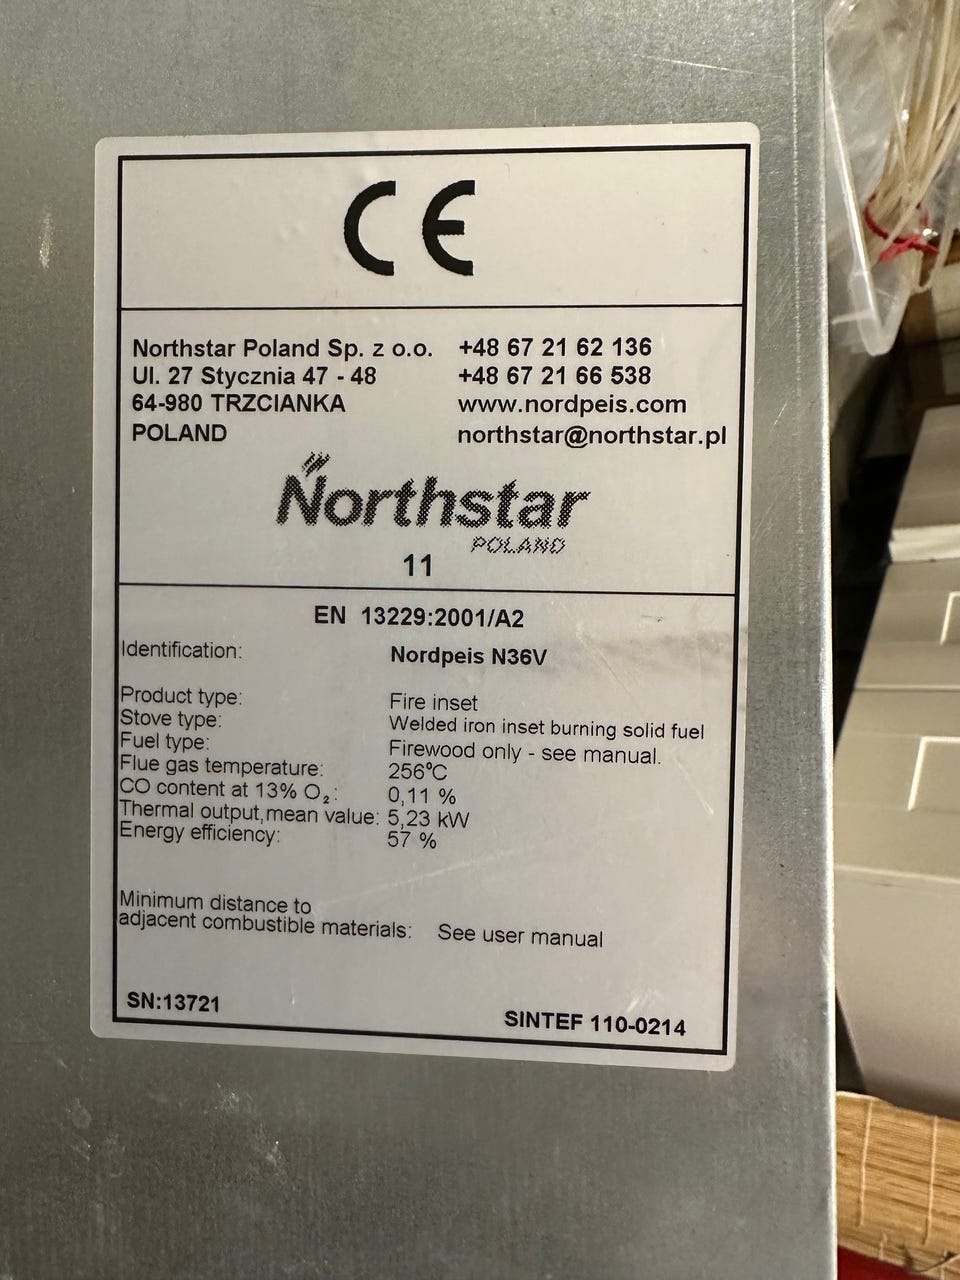 CE
Northstar Poland Sp. z o.o. +48 67 21 62 136
Ul. 27 Stycznia 47 - 48 +48 67 21 66 538
64-980 TRZCIANKA www.nordpeis.com
POLAND northstar@northstar.pl
Northstar
POLAND
11
EN 13229:2001/A2
Identification: Nordpeis N36V
Product type: Fire inset
Stove type: Welded iron inset burning solid fuel
Fuel type: Firewood only - see manual.
Flue gas temperature: 256°C
CO content at 13% O₂: 0,11 %
Thermal output,mean value: 5,23 kW
Energy efficiency: 57 %
Minimum distance to
adjacent combustible materials: See user manual
SN:13721 SINTEF 110-0214